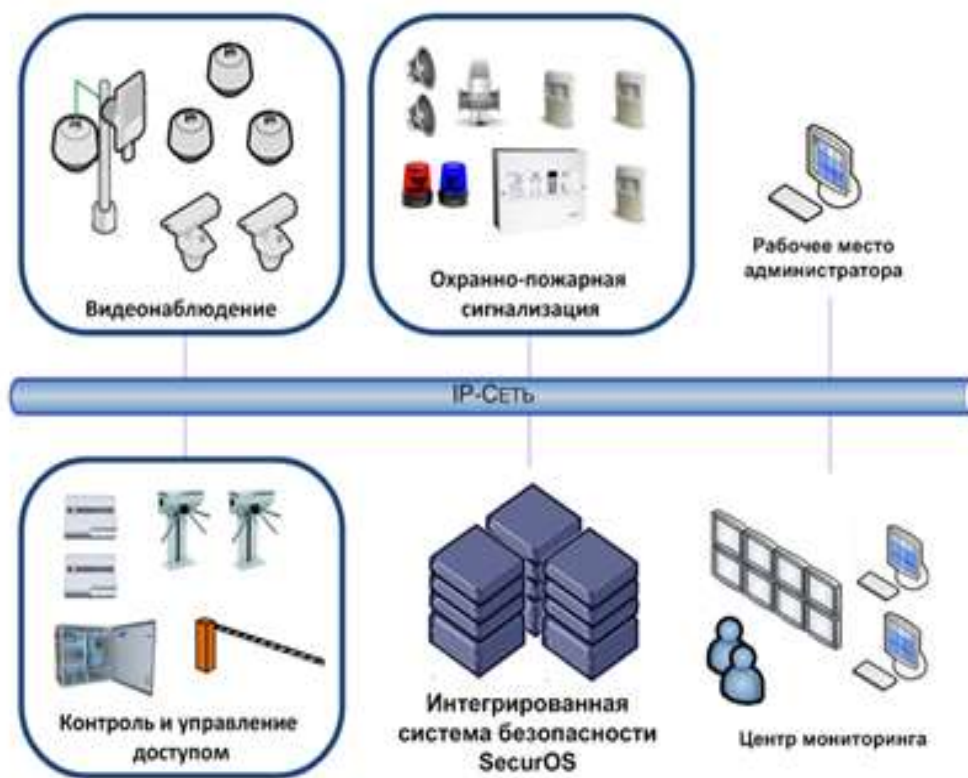 Видеонаблюдение
Охранно-пожарная
сигнализация
Рабочее место
администратора
IP-Сеть
Контроль и управление
доступом
Интегрированная
система безопасности
SecurOS
Центр мониторинга